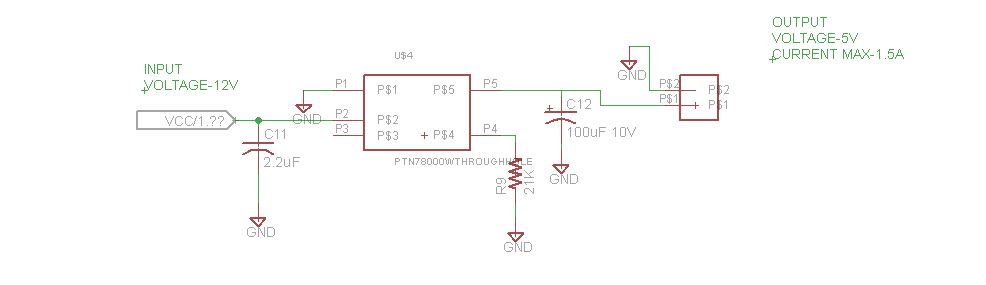 OUTPUT
VOLTAGE-5V
CURRENT MAX-1.5A
INPUT
VOLTAGE-12V
U$4
P1
P$1
P$5
P5
GND
VCC/1.??
P2
P$2
P3
P$3
P$4
P4
C11
2.2uF
GND
PTN78000WTHROUGHHOLE
R9
21K
GND
C12
100uF 10V
GND
GND
P$2
P$1
P$2
P$1